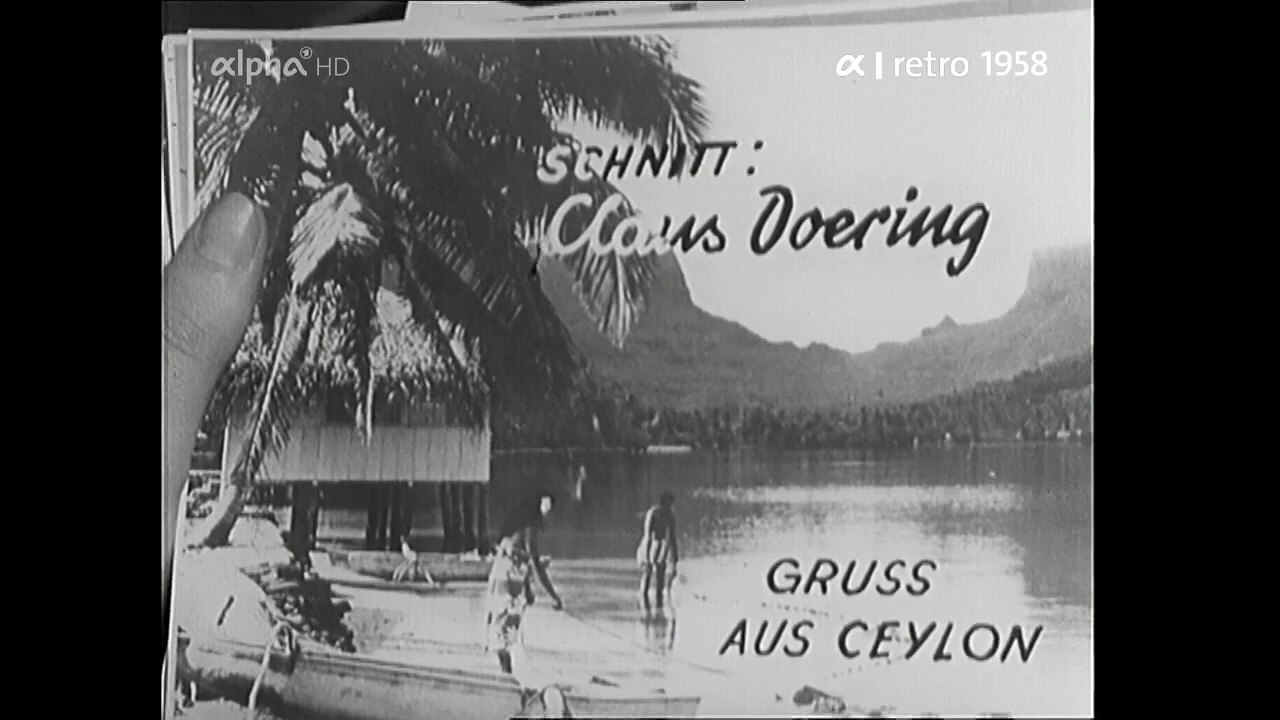 alpha HD
α | retro 1958
SCHNITT:
Claus Doering
GRUSS
AUS CEYLON